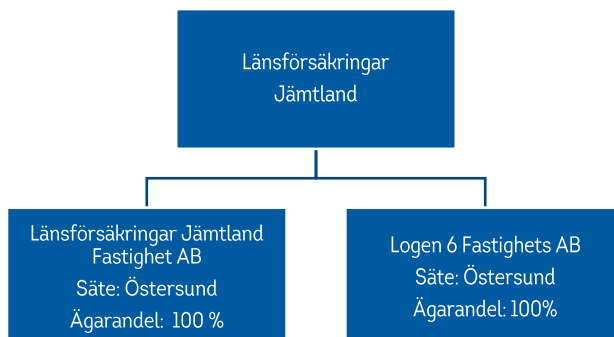 Länsförsäkringar
Jämtland
Länsförsäkringar Jämtland
Fastighet AB
Säte: Östersund
Ägarandel: 100 %
Logen 6 Fastighets AB
Säte: Östersund
Ägarandel: 100%